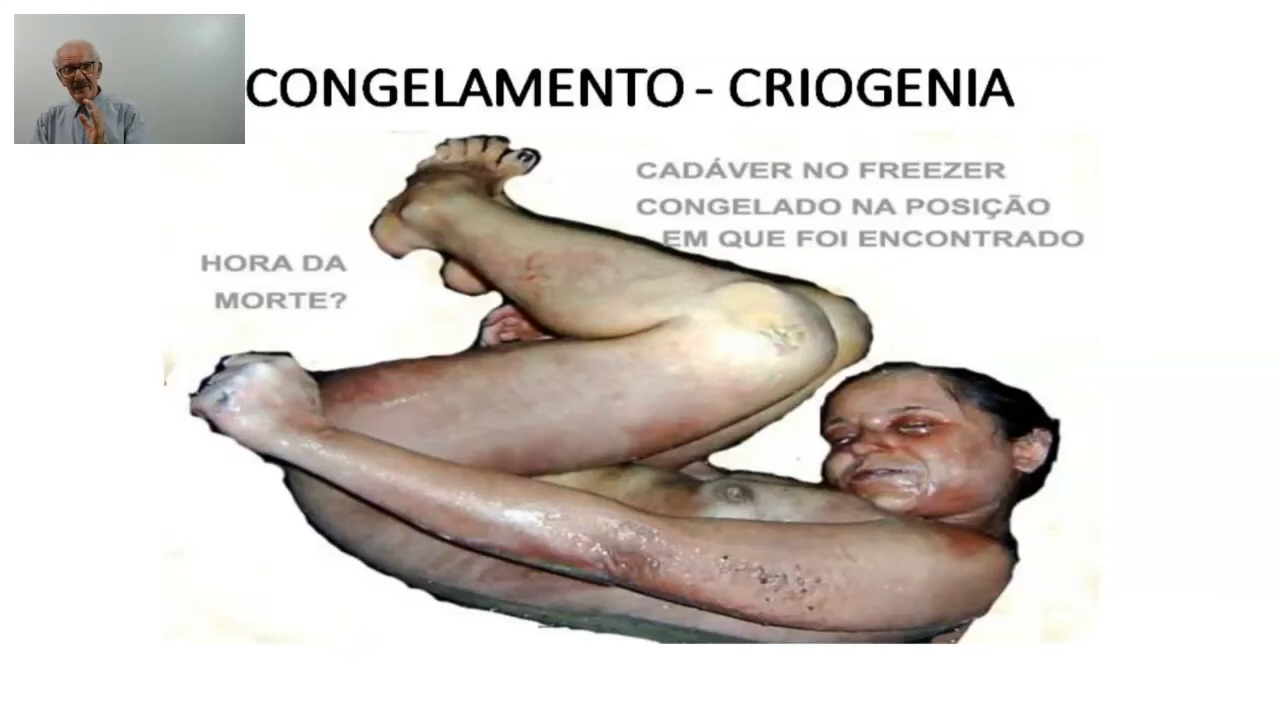 CONGELAMENTO - CRIOGENIA
CADÁVER NO FREEZER
CONGELADO NA POSIÇÃO
EM QUE FOI ENCONTRADO
HORA DA
MORTE?